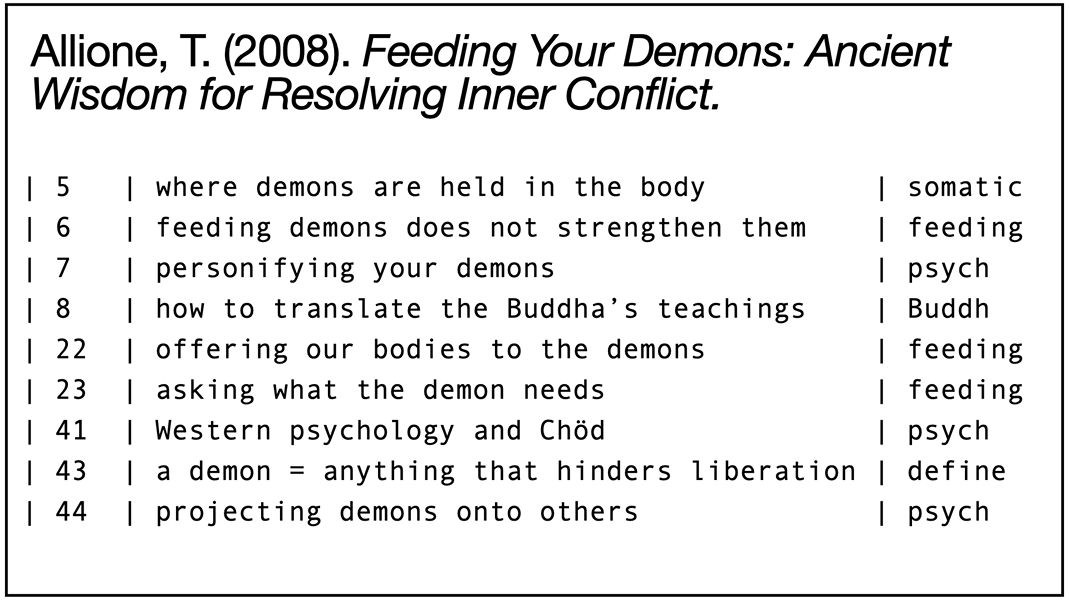 Allione, T. (2008). Feeding Your Demons: Ancient
Wisdom for Resolving Inner Conflict.
| 5 | where demons are held in the body | somatic
| 6 | feeding demons does not strengthen them | feeding
| 7 | personifying your demons | psych
| 8 | how to translate the Buddha’s teachings | Buddh
| 22 | offering our bodies to the demons | feeding
| 23 | asking what the demon needs | feeding
| 41 | Western psychology and Chöd | psych
| 43 | a demon = anything that hinders liberation | define
| 44 | projecting demons onto others | psych